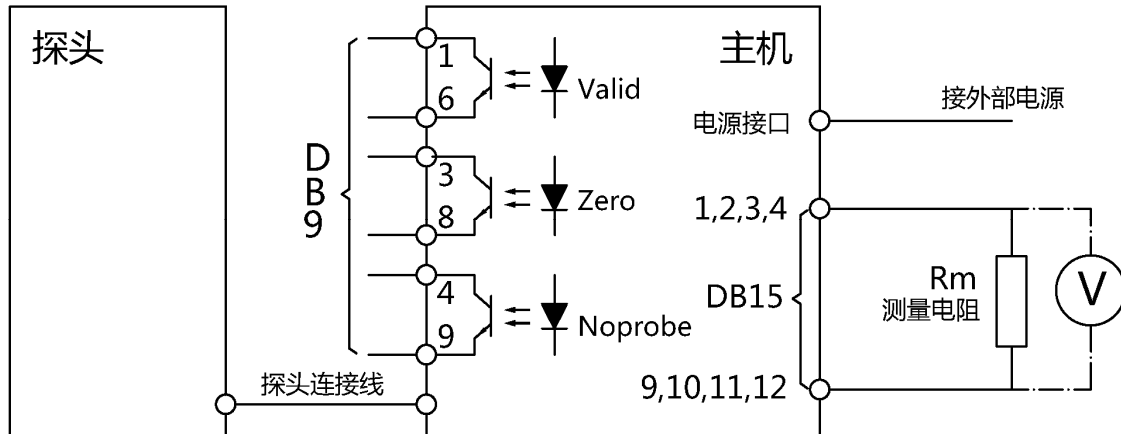 探头
主机
1
6
Valid
电源接口
接外部电源
D
B
9
3
8
Zero
1,2,3,4
4
9
Noprobe
DB15
Rm
测量电阻
V
探头连接线
9,10,11,12